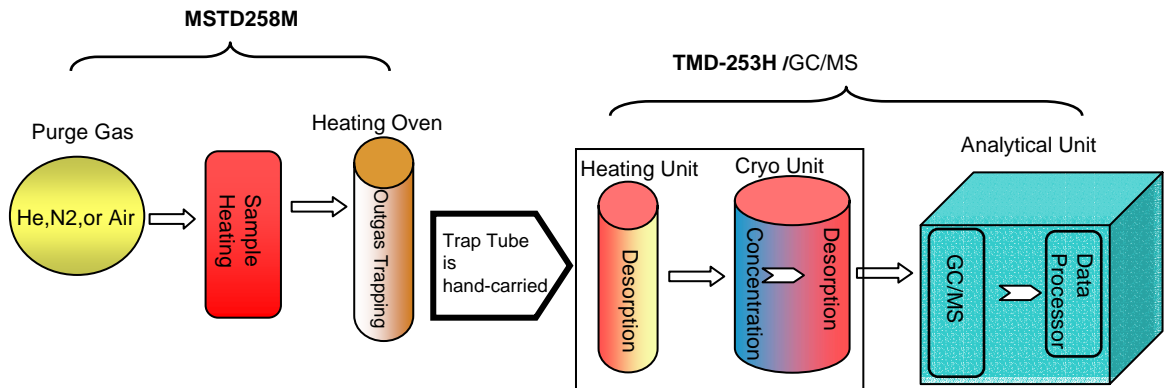 MSTD258M
TMD-253H /GC/MS
Purge Gas
He,N2,or Air
Sample
Heating
Heating Oven
Outgas Trapping
Trap Tube
is
hand-carried
Heating Unit
Desorption
Cryo Unit
Concentration
Desorption
Analytical Unit
GC/MS
Data
Processor